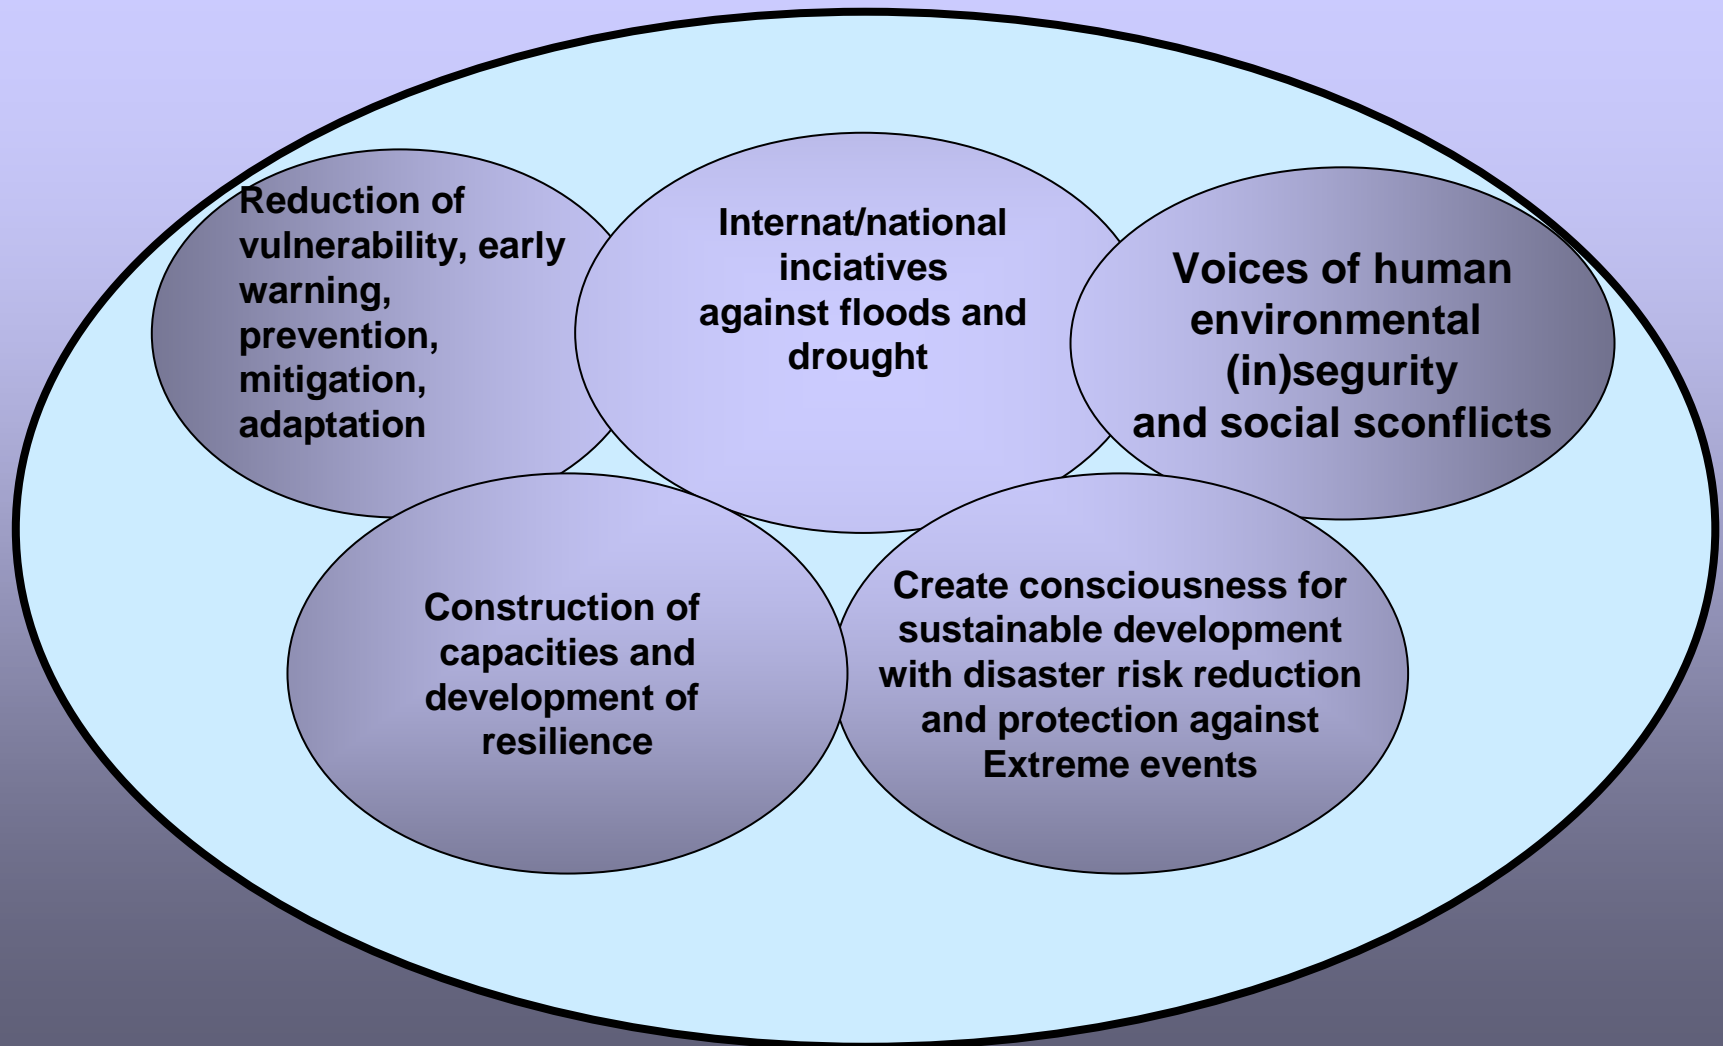 Reduction of
vulnerability, early
warning,
prevention,
mitigation,
adaptation
Internat/national
inciatives
against floods and
drought
Voices of human
environmental
(in)segurity
and social sconflicts
Construction of
capacities and
development of
resilience
Create consciousness for
sustainable development
with disaster risk reduction
and protection against
Extreme events